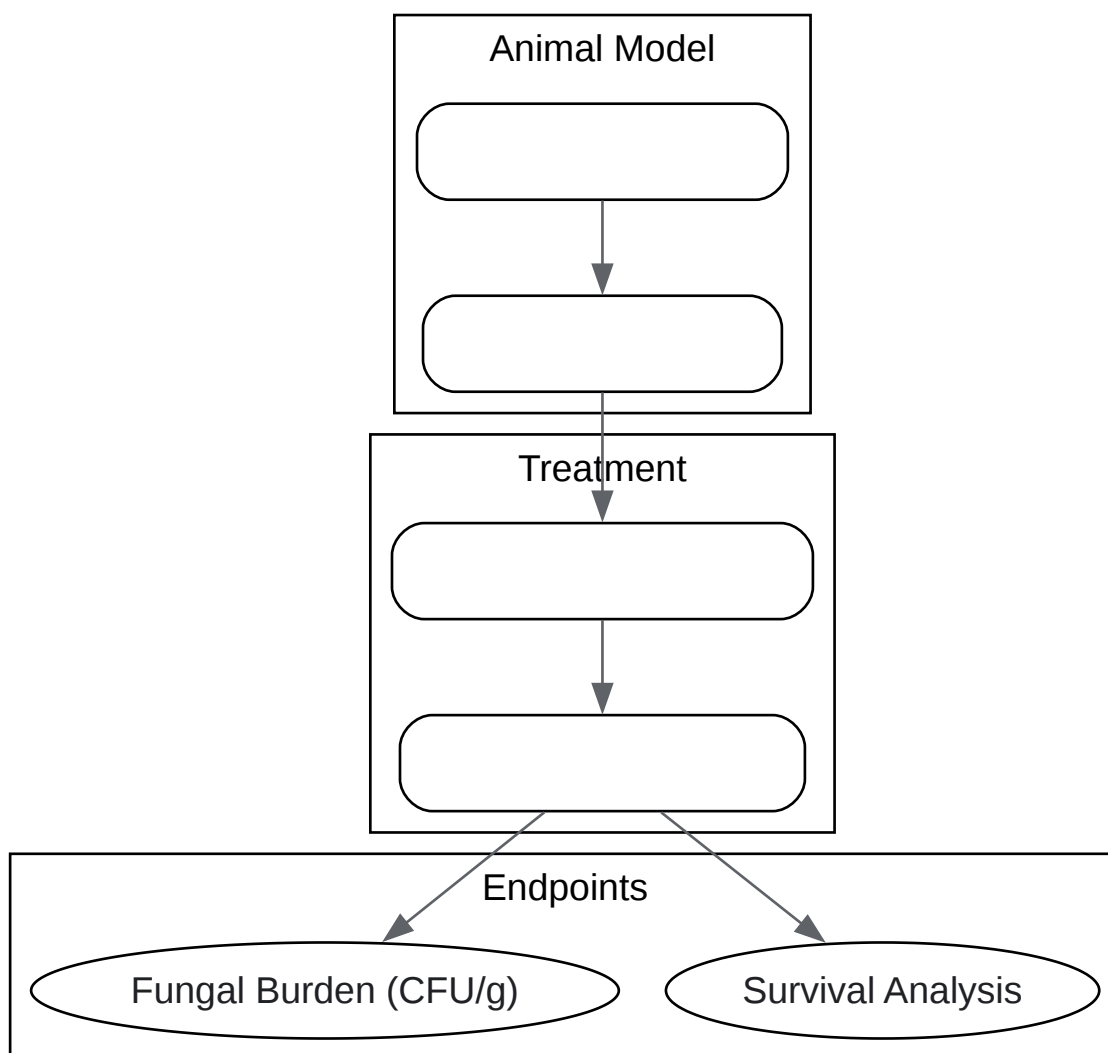 Animal Model
Treatment
Endpoints
Fungal Burden (CFU/g)
Survival Analysis